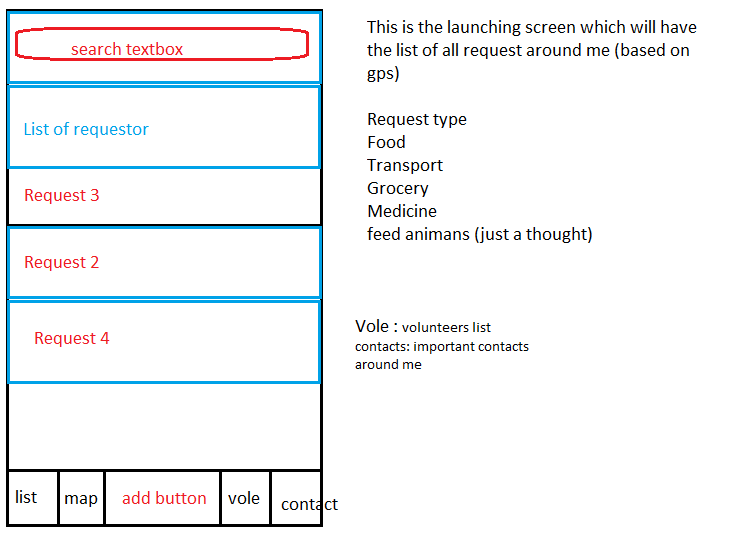 search textbox
List of requestor
Request 3
Request 2
Request 4
list
map
add button
vole
contact
This is the launching screen which will have
the list of all request around me (based on
gps)
Request type
Food
Transport
Grocery
Medicine
feed animans (just a thought)
Vole : volunteers list
contacts: important contacts
around me